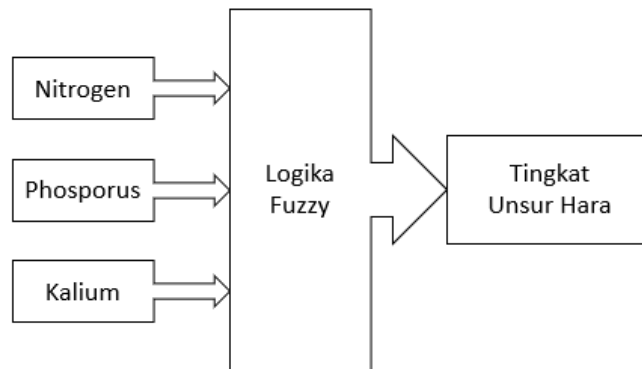 Nitrogen
Phosporus
Kalium
Logika
Fuzzy
Tingkat
Unsur Hara